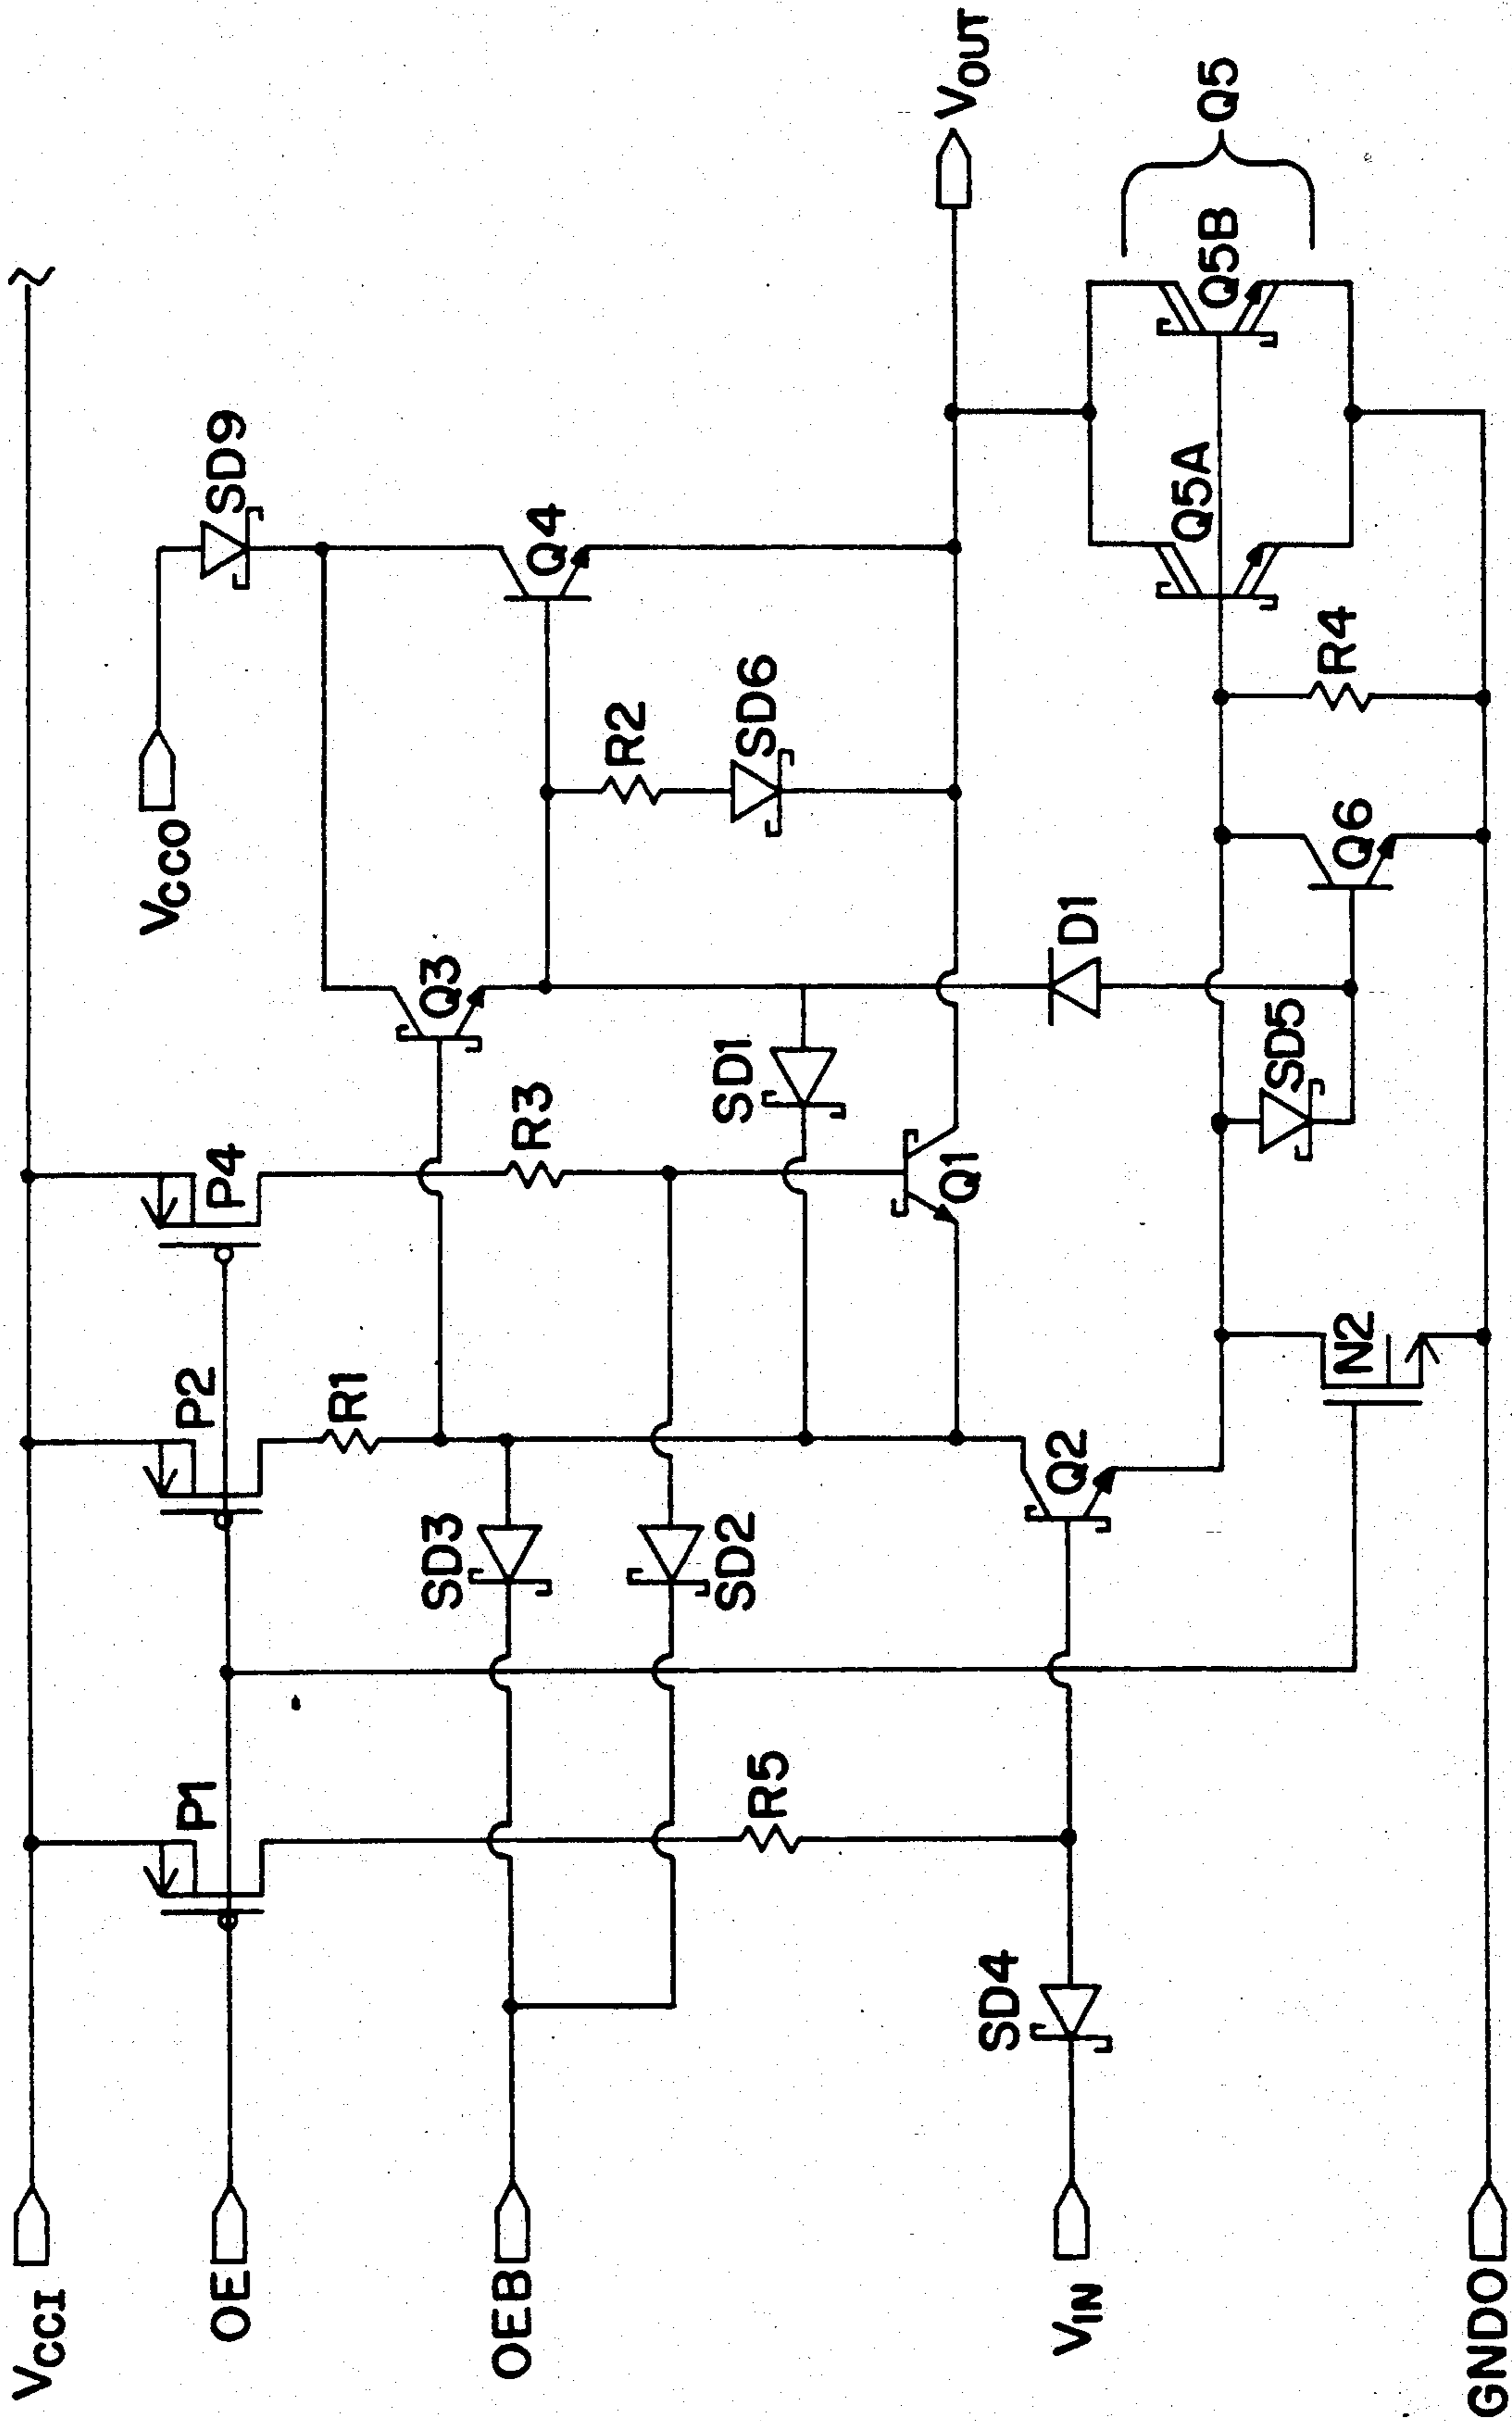 VCCI
OE
OEB
VIN
GNDO
P1
P2
P4
R5
SD4
SD3
SD2
R1
R3
Q1
Q2
N2
SD1
Q3
SD5
D1
Q6
VCCO
R2
SD6
R4
SD9
Q4
Q5A
Q5B
Q5
VOUT